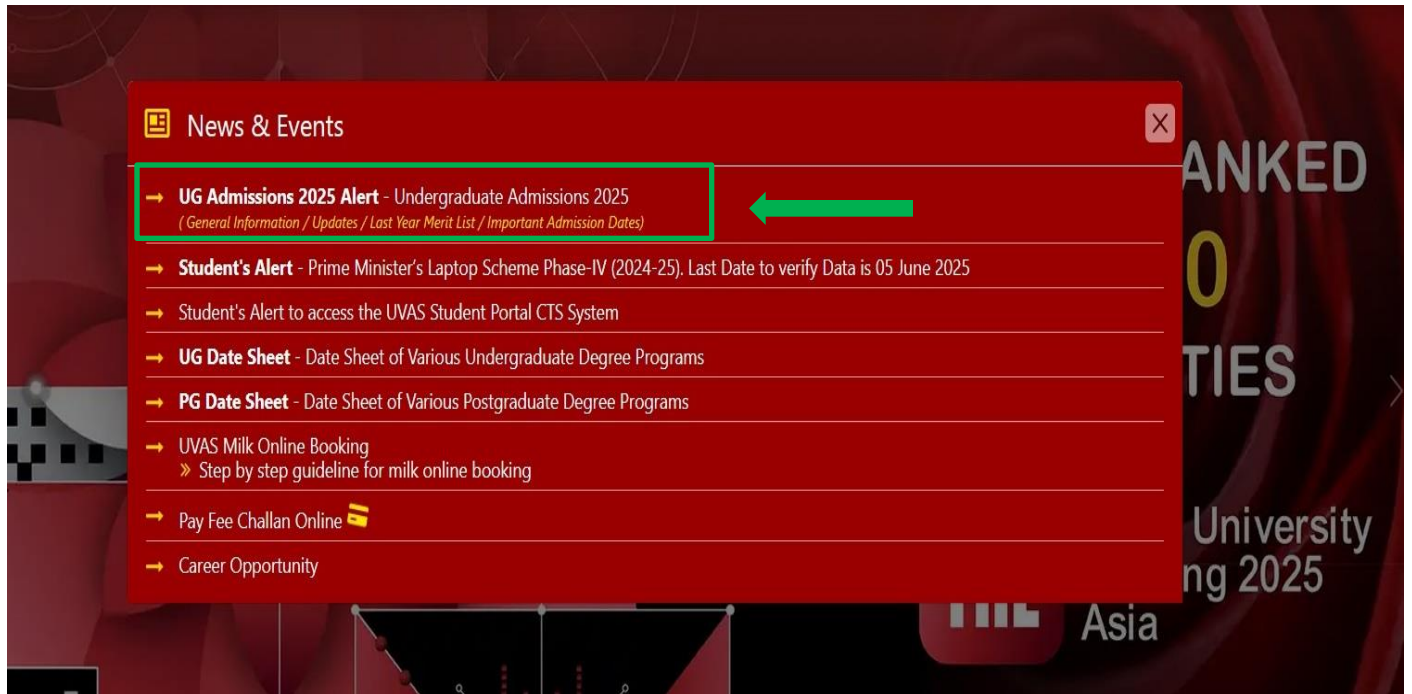 News & Events
X
UG Admissions 2025 Alert - Undergraduate Admissions 2025
( General Information / Updates / Last Year Merit List / Important Admission Dates)
Student's Alert - Prime Minister's Laptop Scheme Phase-IV (2024-25). Last Date to verify Data is 05 June 2025
Student's Alert to access the UVAS Student Portal CTS System
UG Date Sheet - Date Sheet of Various Undergraduate Degree Programs
PG Date Sheet - Date Sheet of Various Postgraduate Degree Programs
UVAS Milk Online Booking
» Step by step guideline for milk online booking
Pay Fee Challan Online
Career Opportunity
ANKED
0
TIES
University
ng 2025
Asia